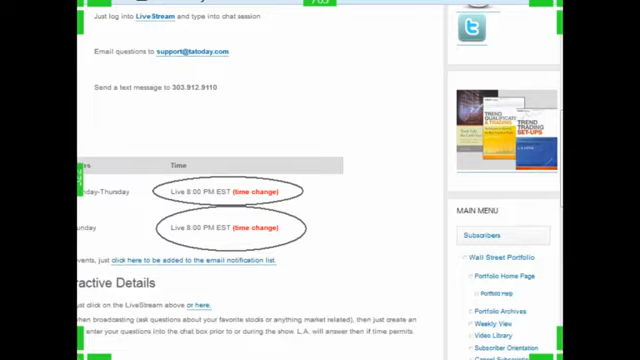 Just log into LiveStream and type into chat session
Email questions to support@tatoday.com
Send a text message to 303.912.9110
Time
day-Thursday
Live 8:00 PM EST (time change)
unday
Live 8:00 PM EST (time change)
events, just click here to be added to the email notification list.
ractive Details
just click on the LiveStream above or here.
when broadcasting (ask questions about your favorite stocks or anything market related), then just create an
enter your questions into the chat box prior to or during the show. L.A. will answer then if time permits.
TREND
QUALIFICATION
& TRADING
TREND
TRADING
SET-UPS
MAIN MENU
Subscribers
Wall Street Portfolio
Portfolio Home Page
Portfolio Help
Portfolio Archives
Weekly View
Video Library
Subscriber Orientation